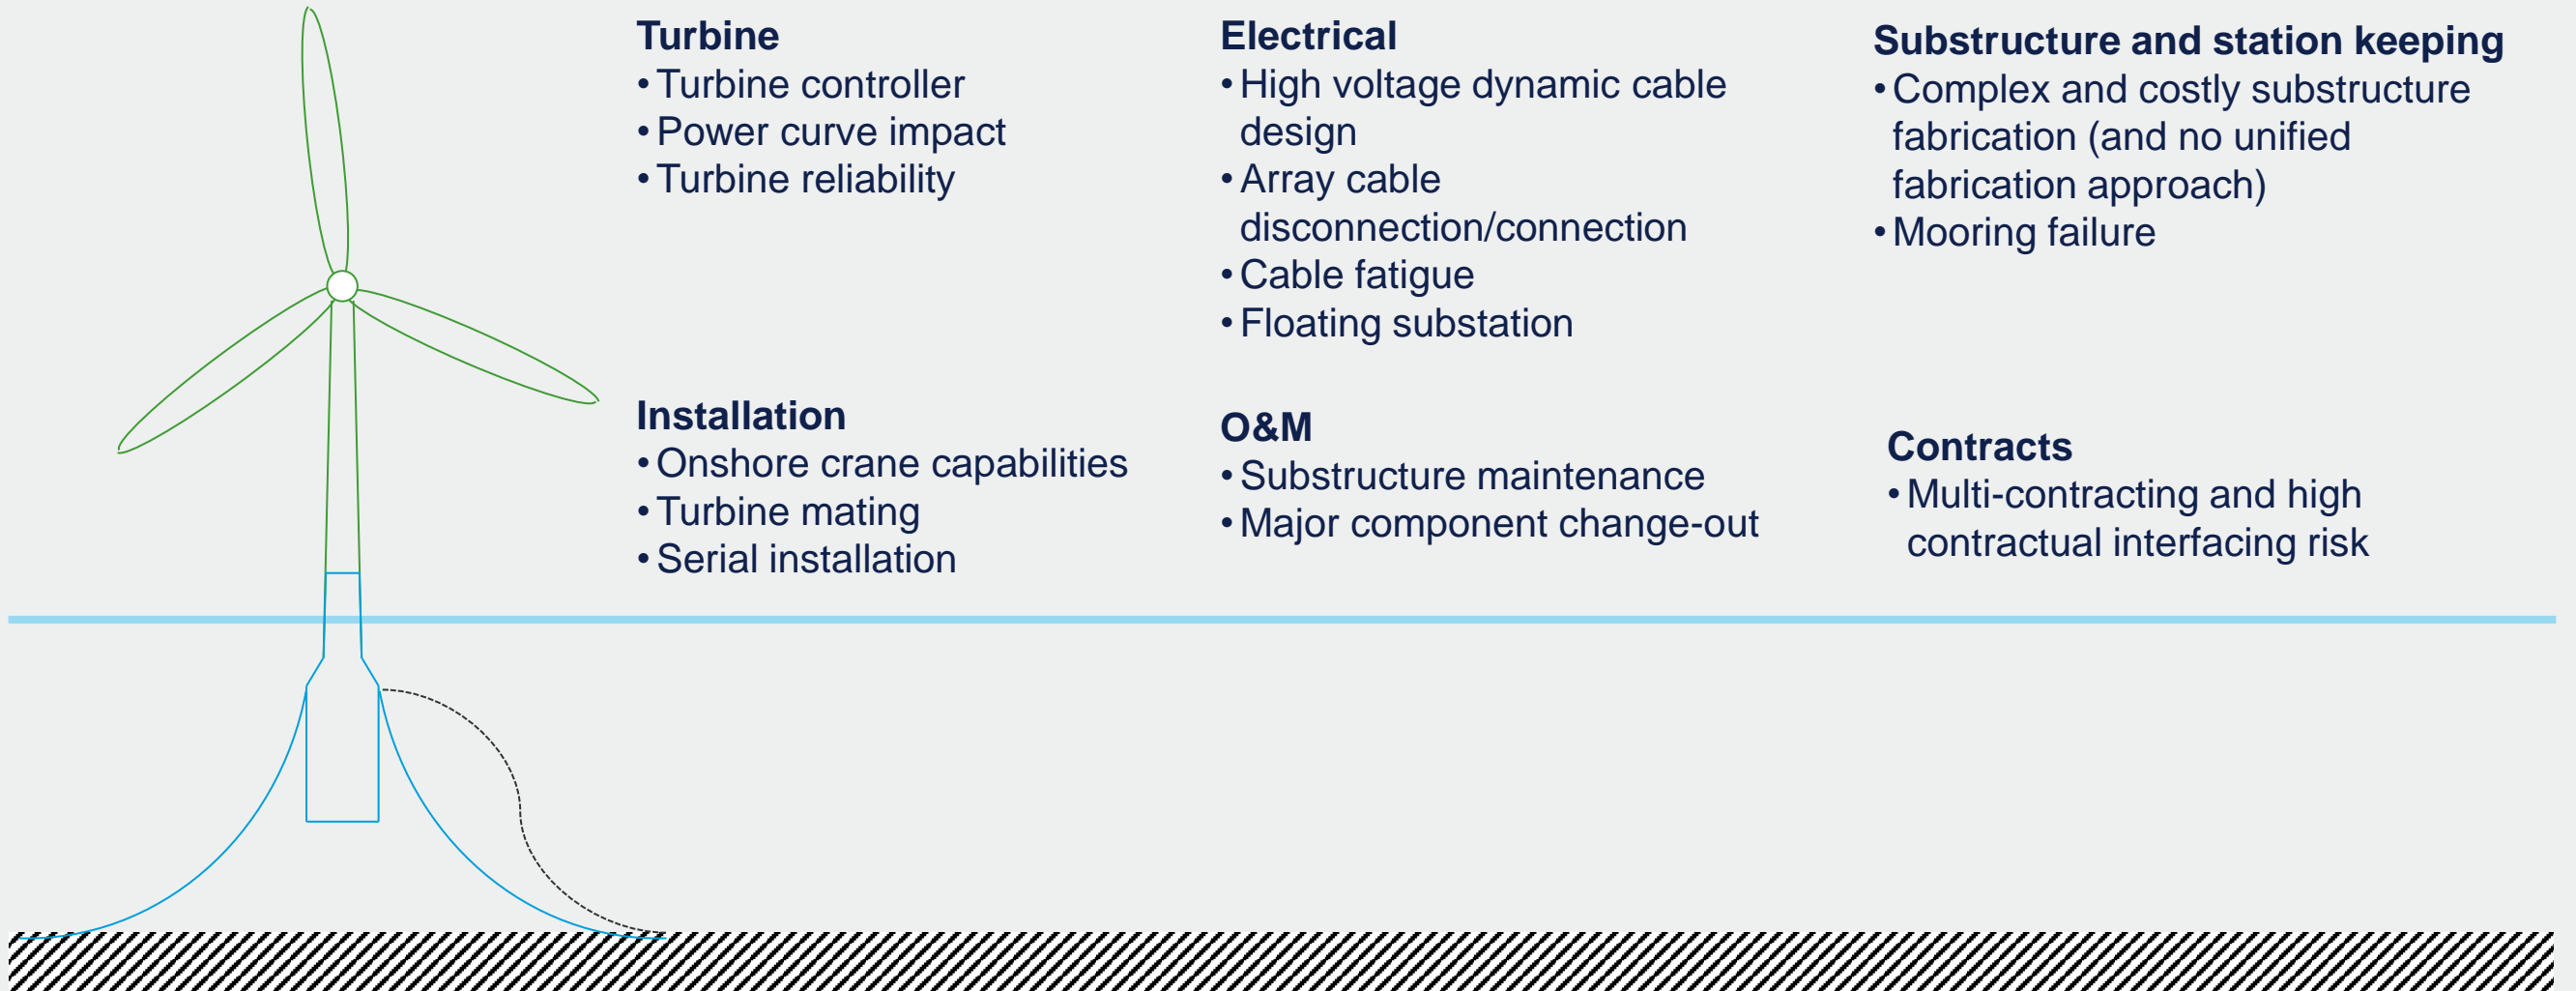 Turbine
• Turbine controller
• Power curve impact
• Turbine reliability
Electrical
• High voltage dynamic cable
design
• Array cable
disconnection/connection
• Cable fatigue
• Floating substation
Substructure and station keeping
• Complex and costly substructure
fabrication (and no unified
fabrication approach)
• Mooring failure
Installation
• Onshore crane capabilities
• Turbine mating
• Serial installation
O&M
• Substructure maintenance
• Major component change-out
Contracts
• Multi-contracting and high
contractual interfacing risk